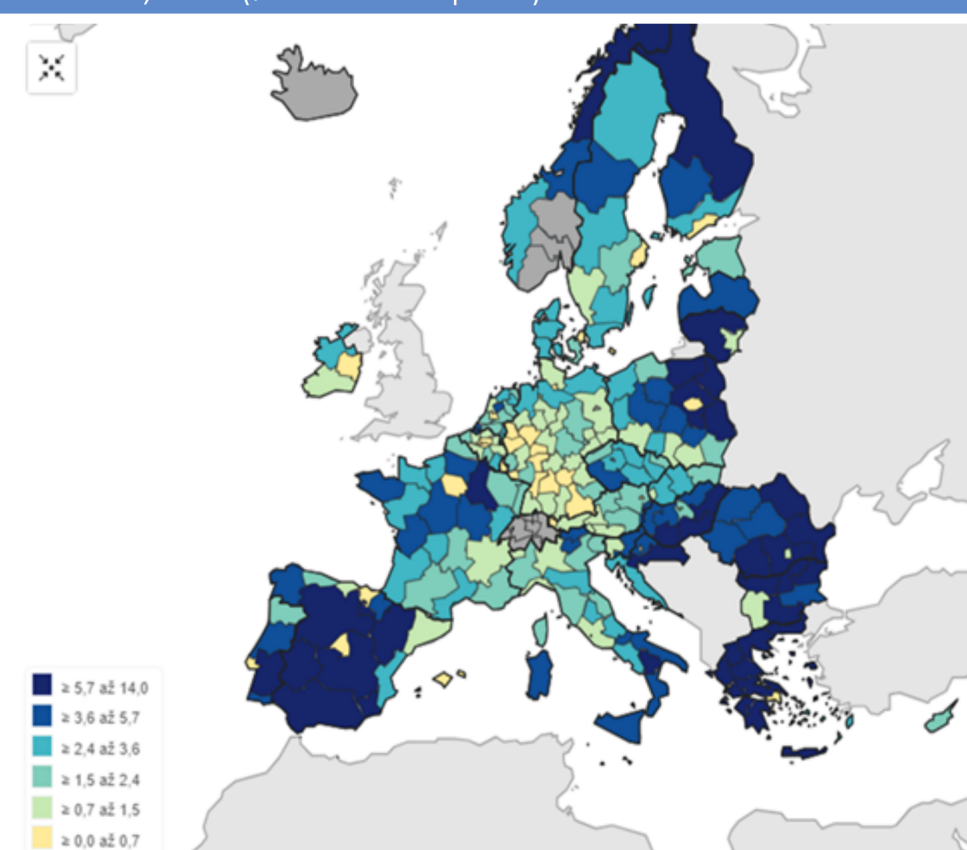 ≥ 5,7 až 14,0
≥ 3,6 až 5,7
≥ 2,4 až 3,6
≥ 1,5 až 2,4
≥ 0,7 až 1,5
≥ 0,0 až 0,7